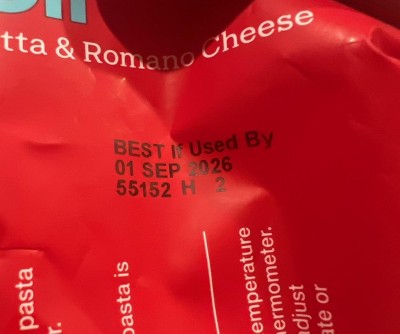 tta & Romano Cheese
BEST If Used By
01 SEP 2026
55152 H 2
pasta
r.
pasta is
emperature
ermometer.
adjust
ate or